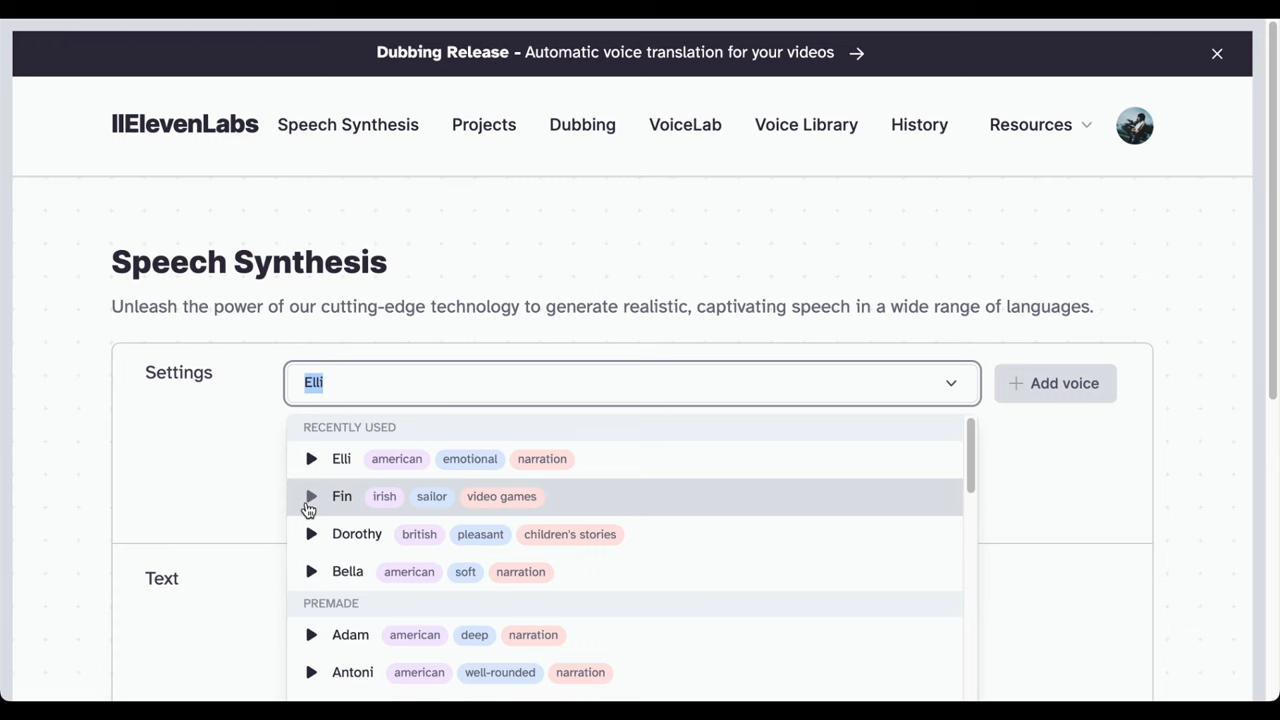 Dubbing Release - Automatic voice translation for your videos →
IIElevenLabs Speech Synthesis Projects Dubbing VoiceLab Voice Library History Resources
Speech Synthesis
Unleash the power of our cutting-edge technology to generate realistic, captivating speech in a wide range of languages.
Settings Elli + Add voice
RECENTLY USED
Elli american emotional narration
Fin irish sailor video games
Dorothy british pleasant children's stories
Bella american soft narration
Text
PREMADE
Adam american deep narration
Antoni american well-rounded narration